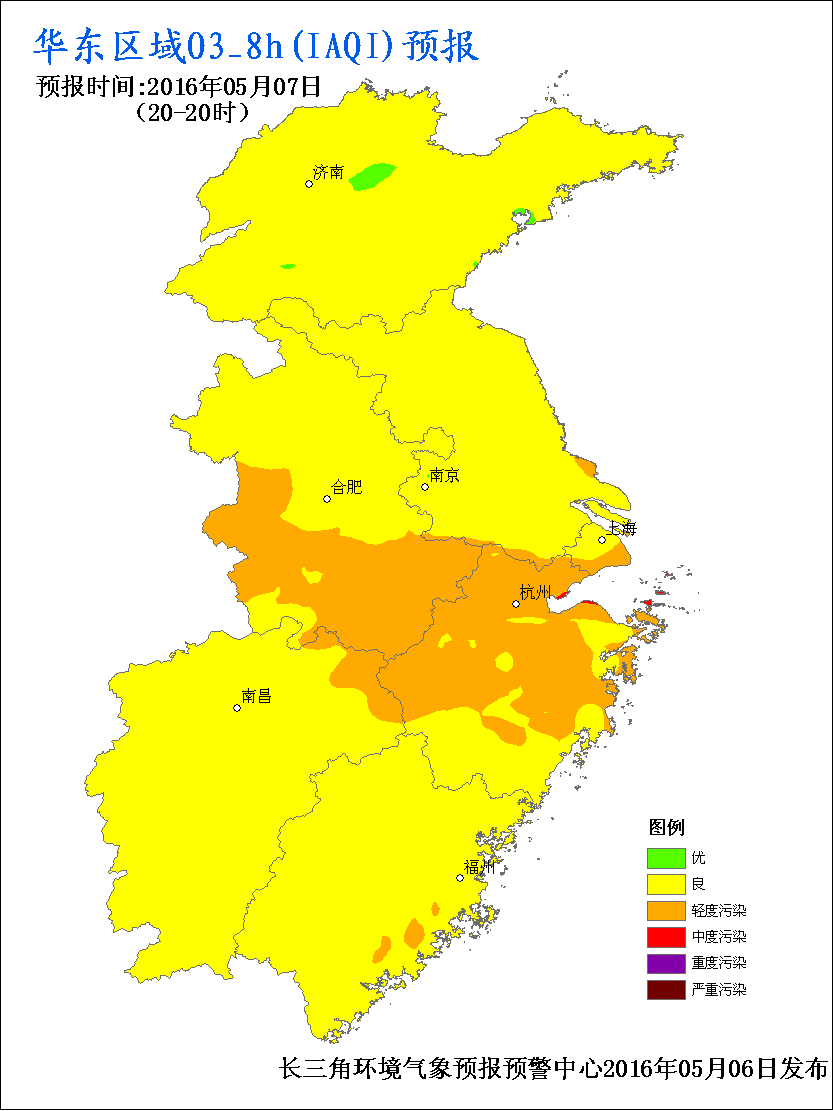 华东区域O3_8h(IAQI)预报
预报时间:2016年05月07日
(20-20时)
济南
合肥
南京
上海
杭州
南昌
福州
图例
优
良
轻度污染
中度污染
重度污染
严重污染
长三角环境气象预报预警中心2016年05月06日发布